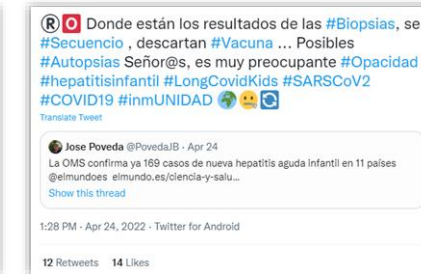 ®🅾 Donde están los resultados de las #Biopsias, se
#Secuencio , descartan #Vacuna ... Posibles
#Autopsias Señor@s, es muy preocupante #Opacidad
#hepatitisinfantil #LongCovidKids #SARSCoV2
#COVID19 #inmUNIDAD 🌍🤐🔄
Translate Tweet
Jose Poveda @PovedaJB · Apr 24
La OMS confirma ya 169 casos de nueva hepatitis aguda infantil en 11 países
@elmundoes elmundo.es/ciencia-y-salu...
Show this thread
1:28 PM · Apr 24, 2022 · Twitter for Android
12 Retweets 14 Likes